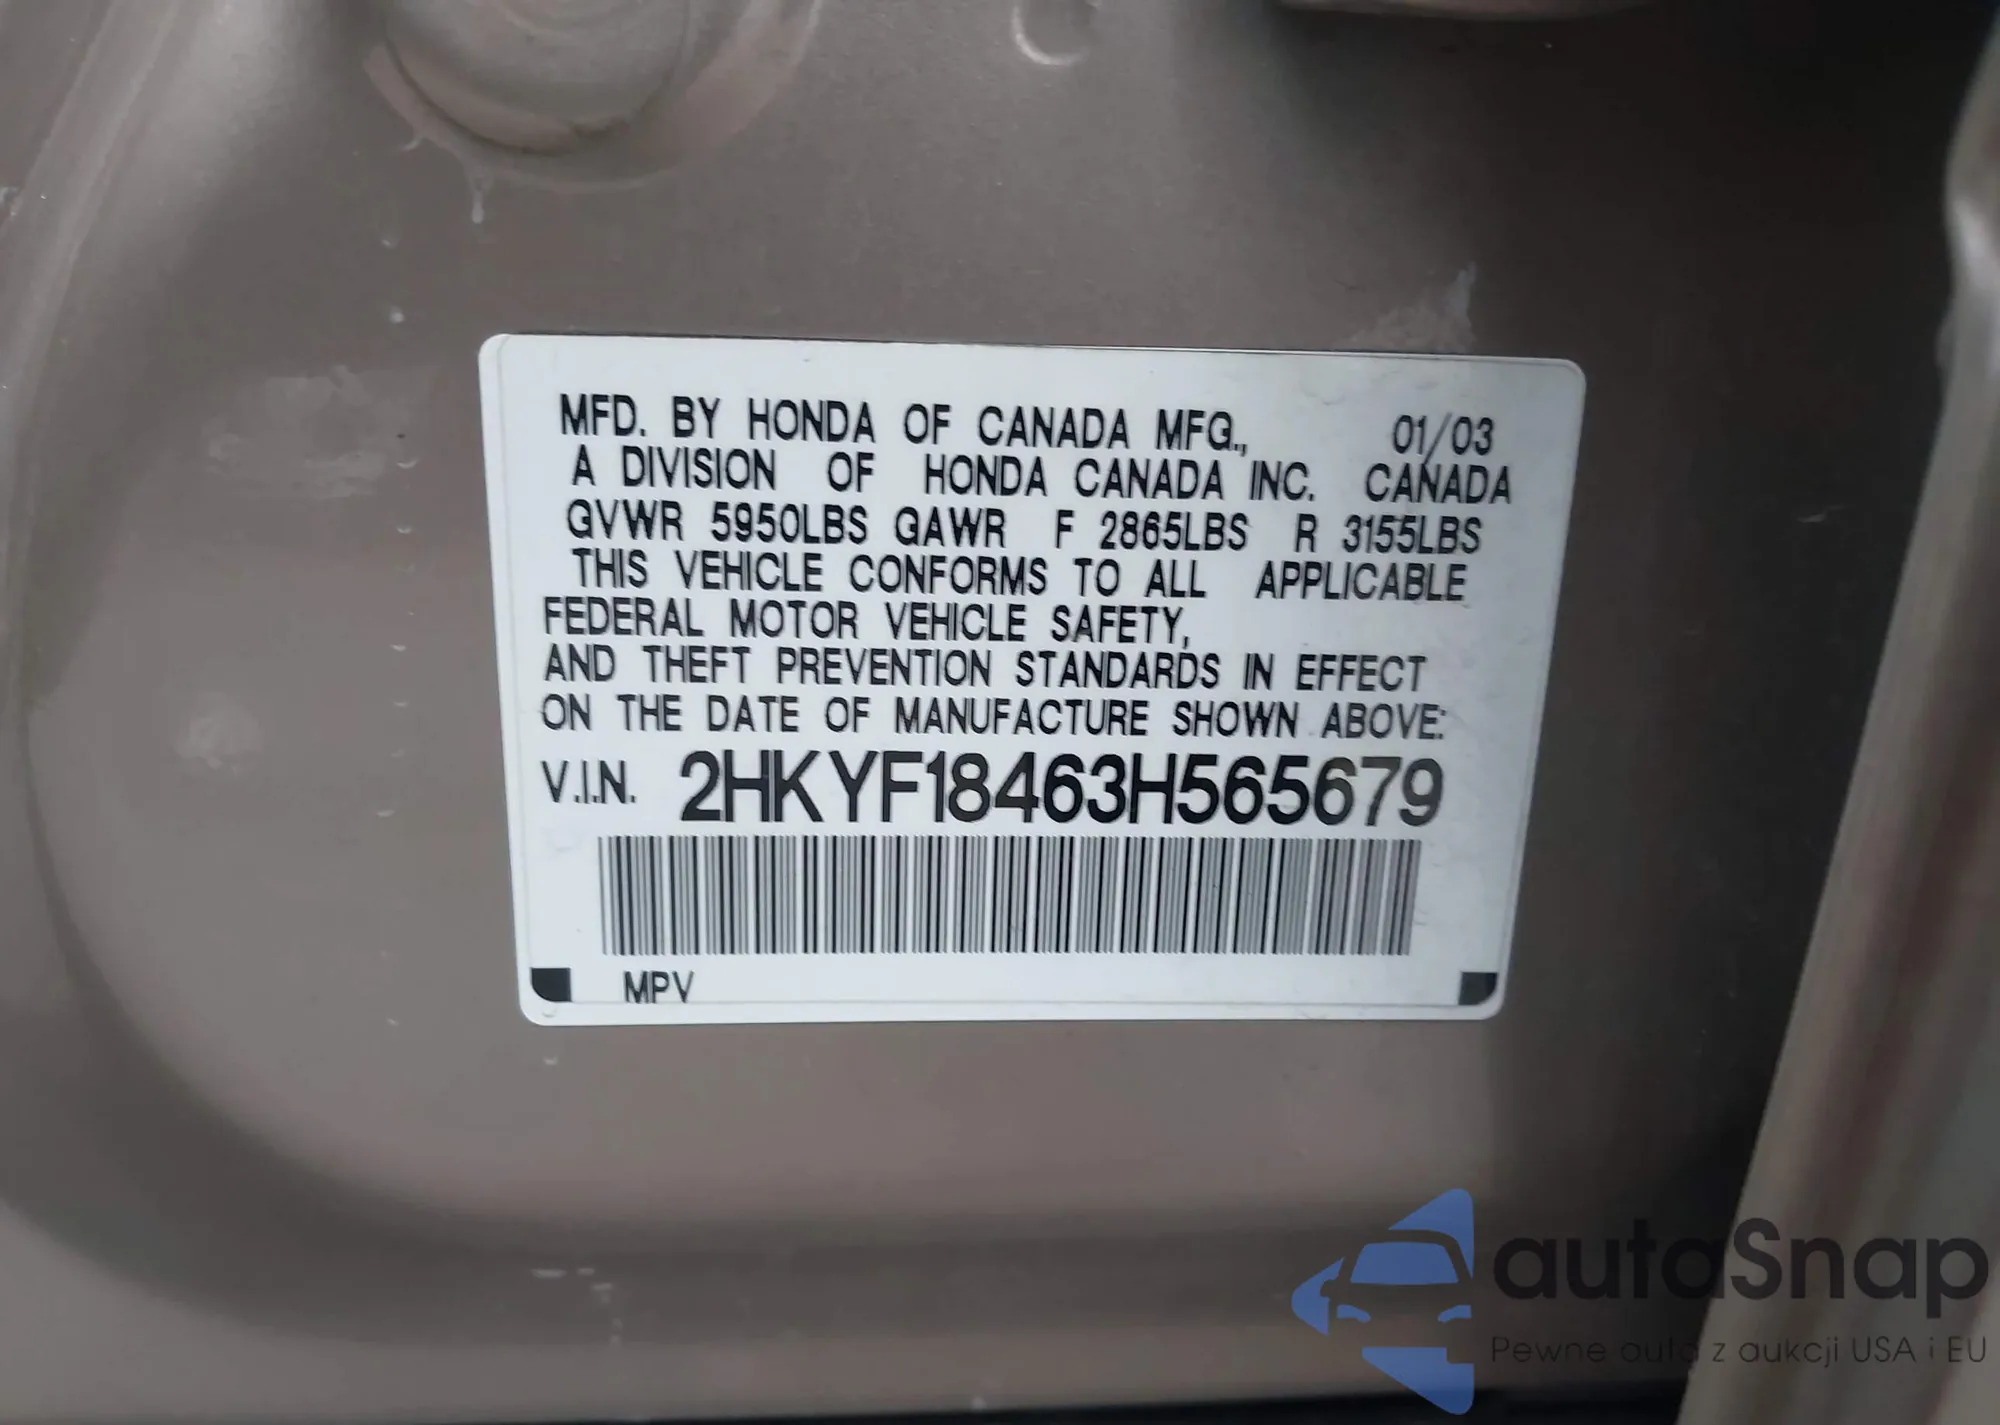 MFD. BY HONDA OF CANADA MFG., 01/03
A DIVISION OF HONDA CANADA INC. CANADA
GVWR 5950LBS GAWR F 2865LBS R 3155LBS
THIS VEHICLE CONFORMS TO ALL APPLICABLE
FEDERAL MOTOR VEHICLE SAFETY,
AND THEFT PREVENTION STANDARDS IN EFFECT
ON THE DATE OF MANUFACTURE SHOWN ABOVE:
V.I.N. 2HKYF18463H565679
MPV
autoSnap
Pewne auta z aukcji USA i EU